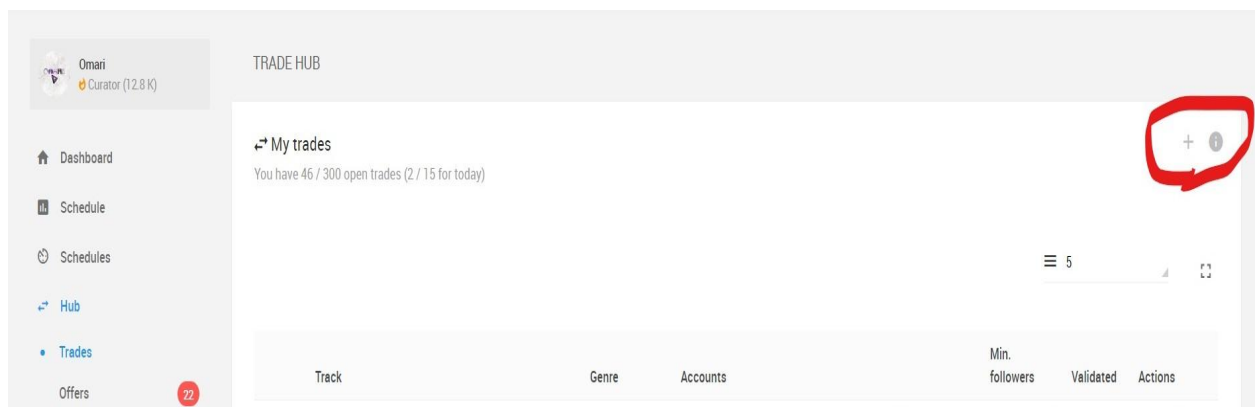 Omari
Curator (12.8 K)
TRADE HUB
My trades
You have 46 / 300 open trades (2 / 15 for today)
Dashboard
Schedule
Schedules
5
Hub
Trades
Offers
22
Track Genre Accounts Min. followers Validated Actions